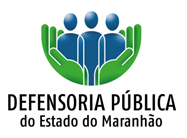 DEFENSORIA PÚBLICA
do Estado do Maranhão